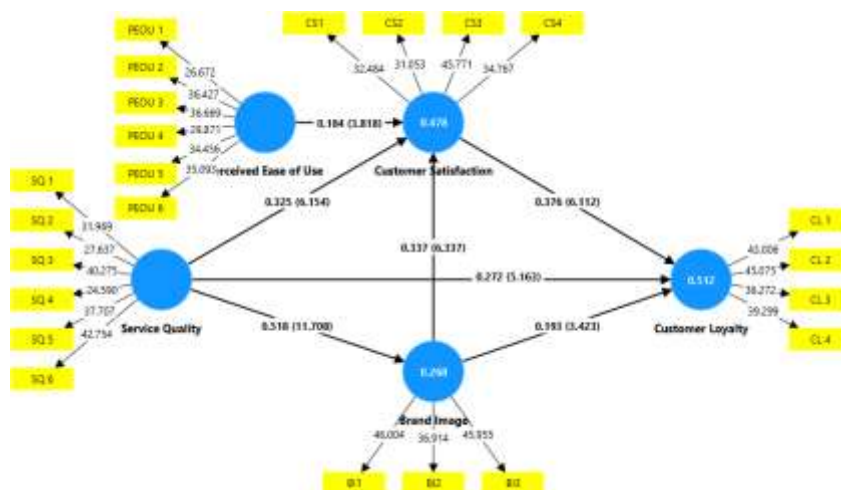 CS1
CS2
CS3
CS4
PEOU 1
PEOU 2
PEOU 3
PEOU 4
PEOU 5
PEOU 6
32.484
31.053
45.771
34.767
26.672
36.427
36.669
28.871
34.456
35.093
0.184 (3.818)
0.478
rceived Ease of Use
Customer Satisfaction
SQ 1
SQ 2
SQ 3
SQ 4
SQ 5
SQ 6
31.989
27.637
40.275
24.590
37.707
42.754
0.325 (6.154)
0.376 (6.112)
0.337 (6.337)
0.272 (5.163)
Service Quality
0.518 (11.708)
0.193 (3.423)
0.512
Customer Loyalty
CL 1
CL 2
CL 3
CL 4
40.006
45.075
38.272
39.299
0.268
Brand Image
46.004
36.914
45.955
BI1
BI2
BI3